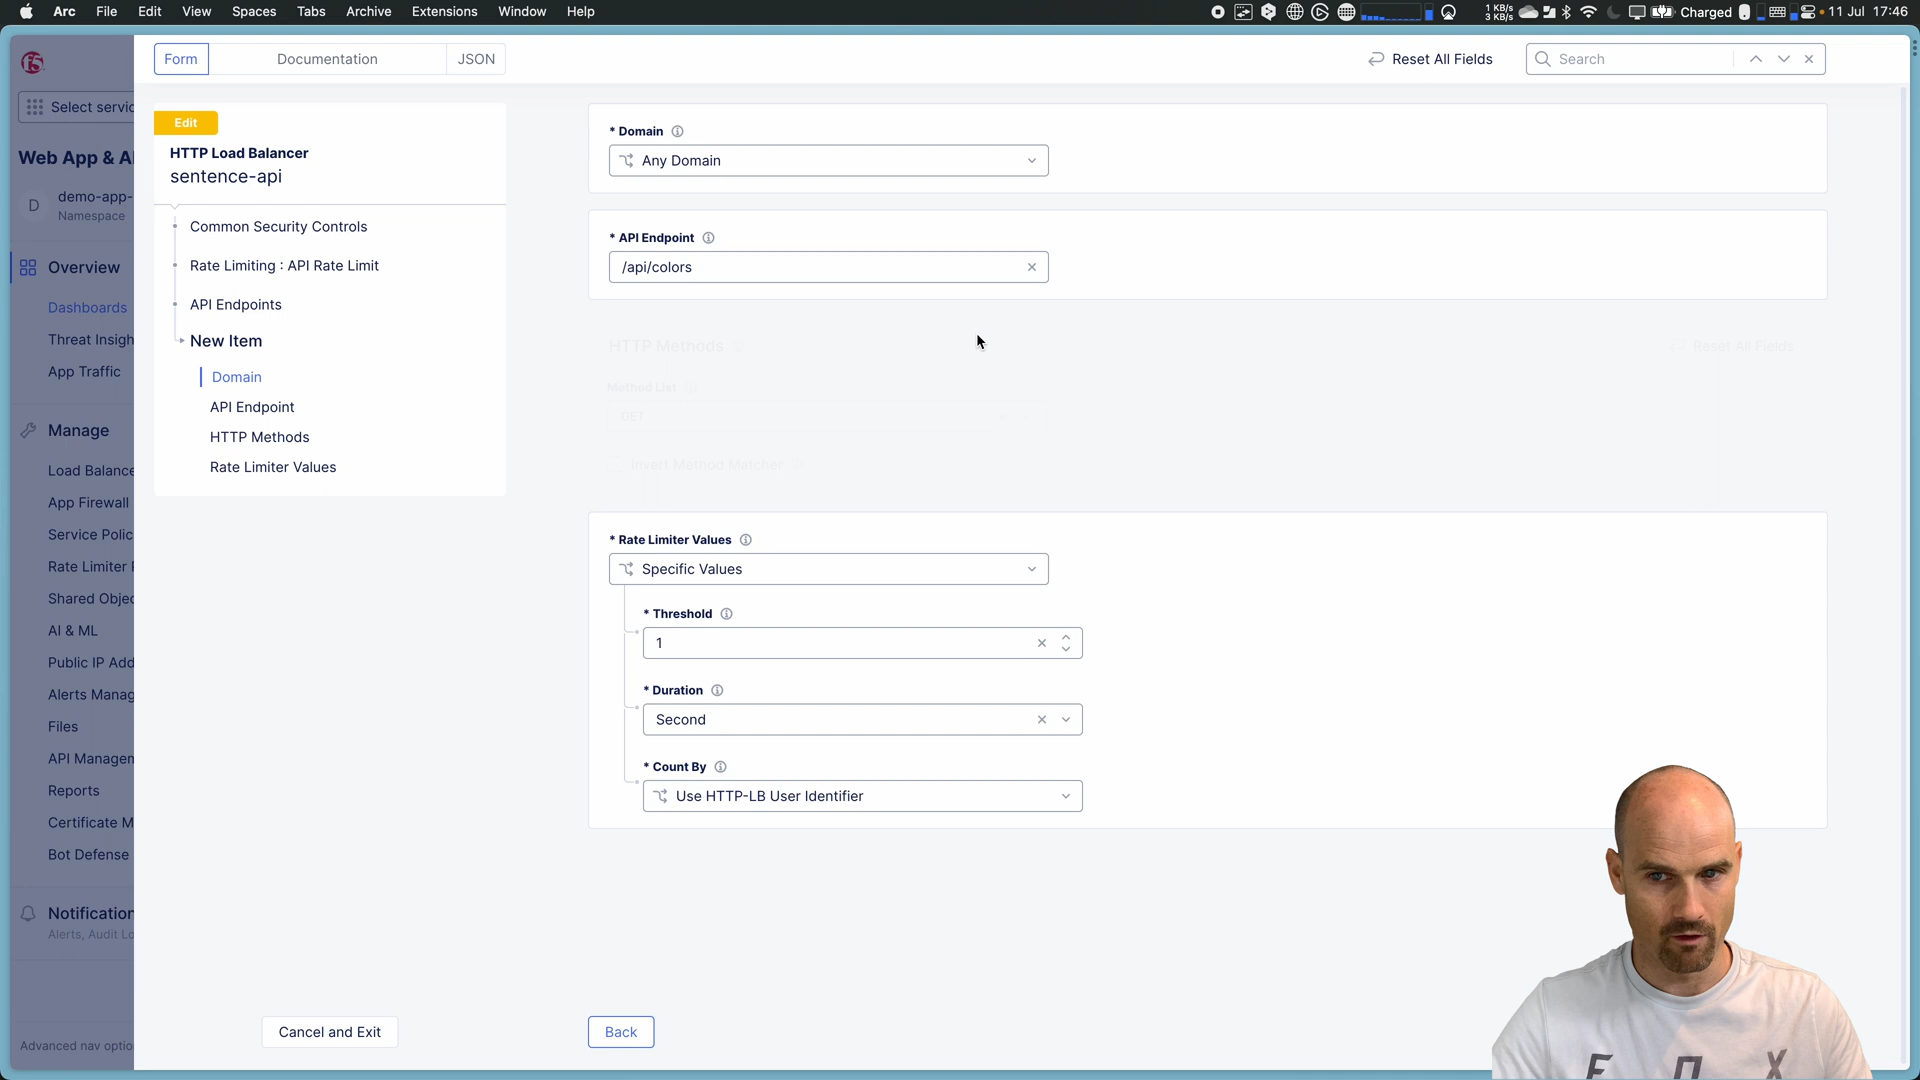 Arc File Edit View Spaces Tabs Archive Extensions Window Help
1 KB/s
3 KB/s
Charged
11 Jul 17:46
Form
Documentation
JSON
Reset All Fields
Search
Select servic
Web App & A
D
demo-app-
Namespace
Overview
Dashboards
Threat Insigh
App Traffic
Manage
Load Balance
App Firewall
Service Polic
Rate Limiter
Shared Objec
AI & ML
Public IP Add
Alerts Manag
Files
API Managen
Reports
Certificate M
Bot Defense
Notification
Alerts, Audit Lo
Advanced nav optio
Edit
HTTP Load Balancer
sentence-api
Common Security Controls
Rate Limiting : API Rate Limit
API Endpoints
New Item
Domain
API Endpoint
HTTP Methods
Rate Limiter Values
* Domain
Any Domain
* API Endpoint
/api/colors
HTTP Methods
Reset All Fields
Method List
GET
Invert Method Matcher
* Rate Limiter Values
Specific Values
* Threshold
1
* Duration
Second
* Count By
Use HTTP-LB User Identifier
Cancel and Exit
Back